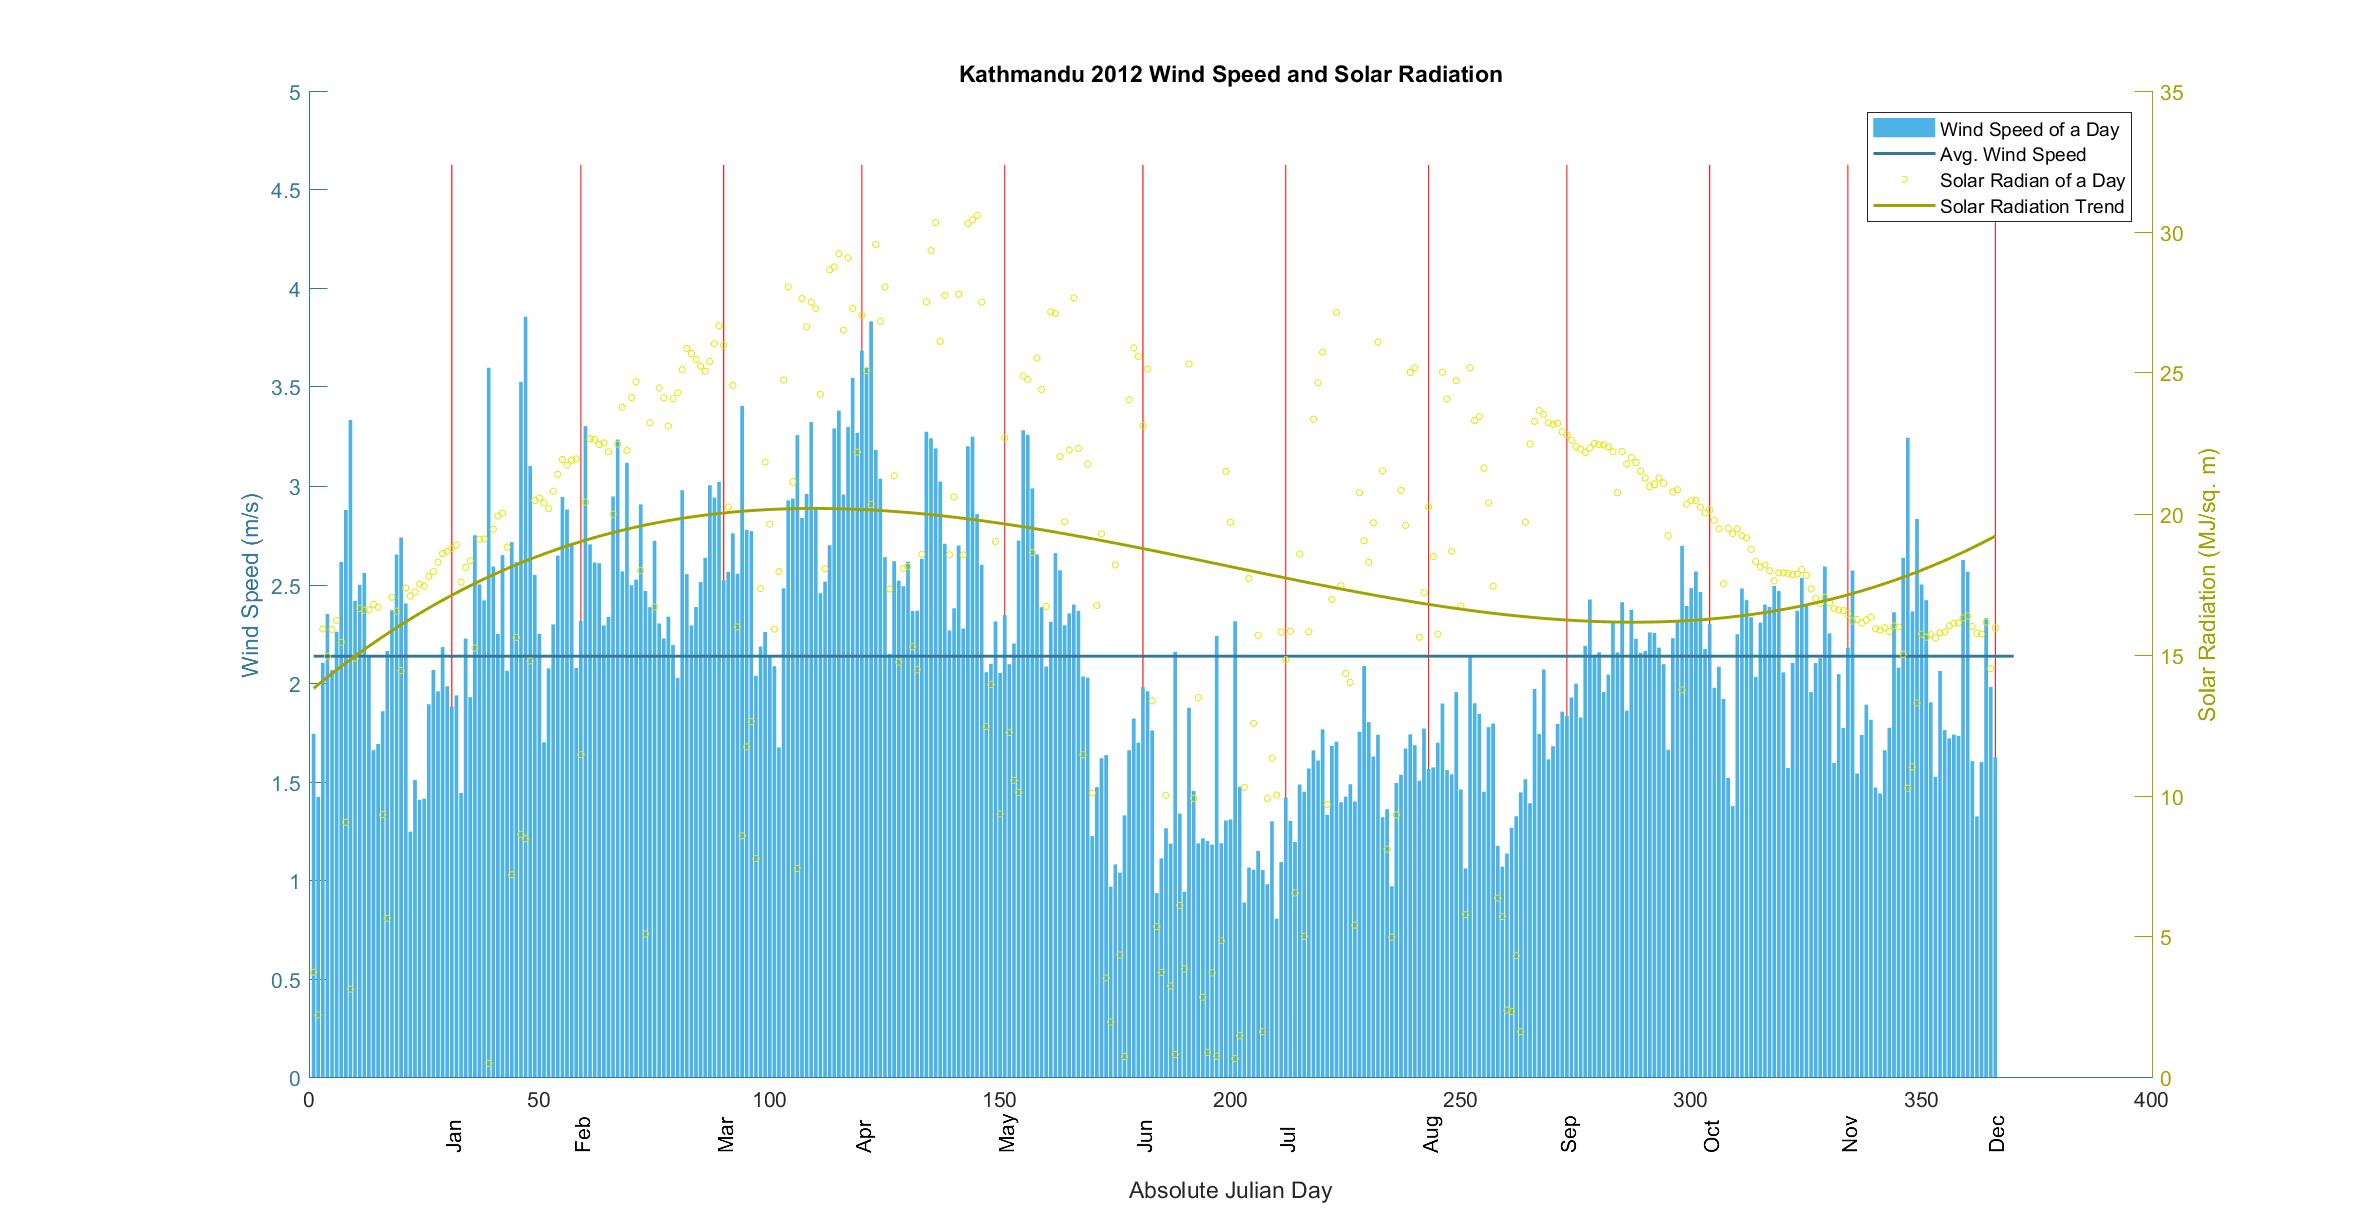 Kathmandu 2012 Wind Speed and Solar Radiation
Wind Speed of a Day
Avg. Wind Speed
Solar Radian of a Day
Solar Radiation Trend
5
4.5
4
3.5
3
2.5
2
1.5
1
0.5
0
Wind Speed (m/s)
35
30
25
20
15
10
5
0
Solar Radiation (MJ/sq. m)
0 50 100 150 200 250 300 350 400
Jan Feb Mar Apr May Jun Jul Aug Sep Oct Nov Dec
Absolute Julian Day